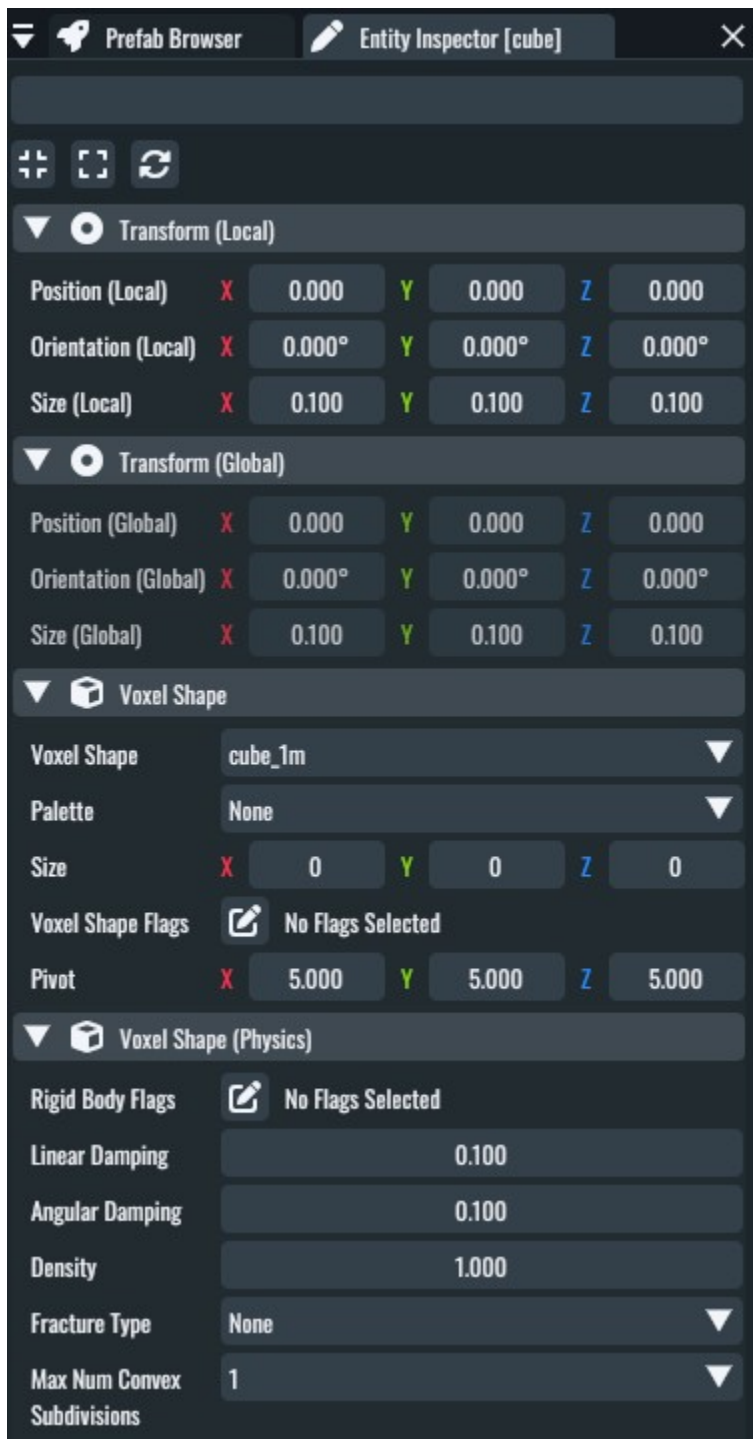 Prefab Browser Entity Inspector [cube]
Transform (Local)
Position (Local) X 0.000 Y 0.000 Z 0.000
Orientation (Local) X 0.000° Y 0.000° Z 0.000°
Size (Local) X 0.100 Y 0.100 Z 0.100
Transform (Global)
Position (Global) X 0.000 Y 0.000 Z 0.000
Orientation (Global) X 0.000° Y 0.000° Z 0.000°
Size (Global) X 0.100 Y 0.100 Z 0.100
Voxel Shape
Voxel Shape cube_1m
Palette None
Size X 0 Y 0 Z 0
Voxel Shape Flags No Flags Selected
Pivot X 5.000 Y 5.000 Z 5.000
Voxel Shape (Physics)
Rigid Body Flags No Flags Selected
Linear Damping 0.100
Angular Damping 0.100
Density 1.000
Fracture Type None
Max Num Convex 1
Subdivisions